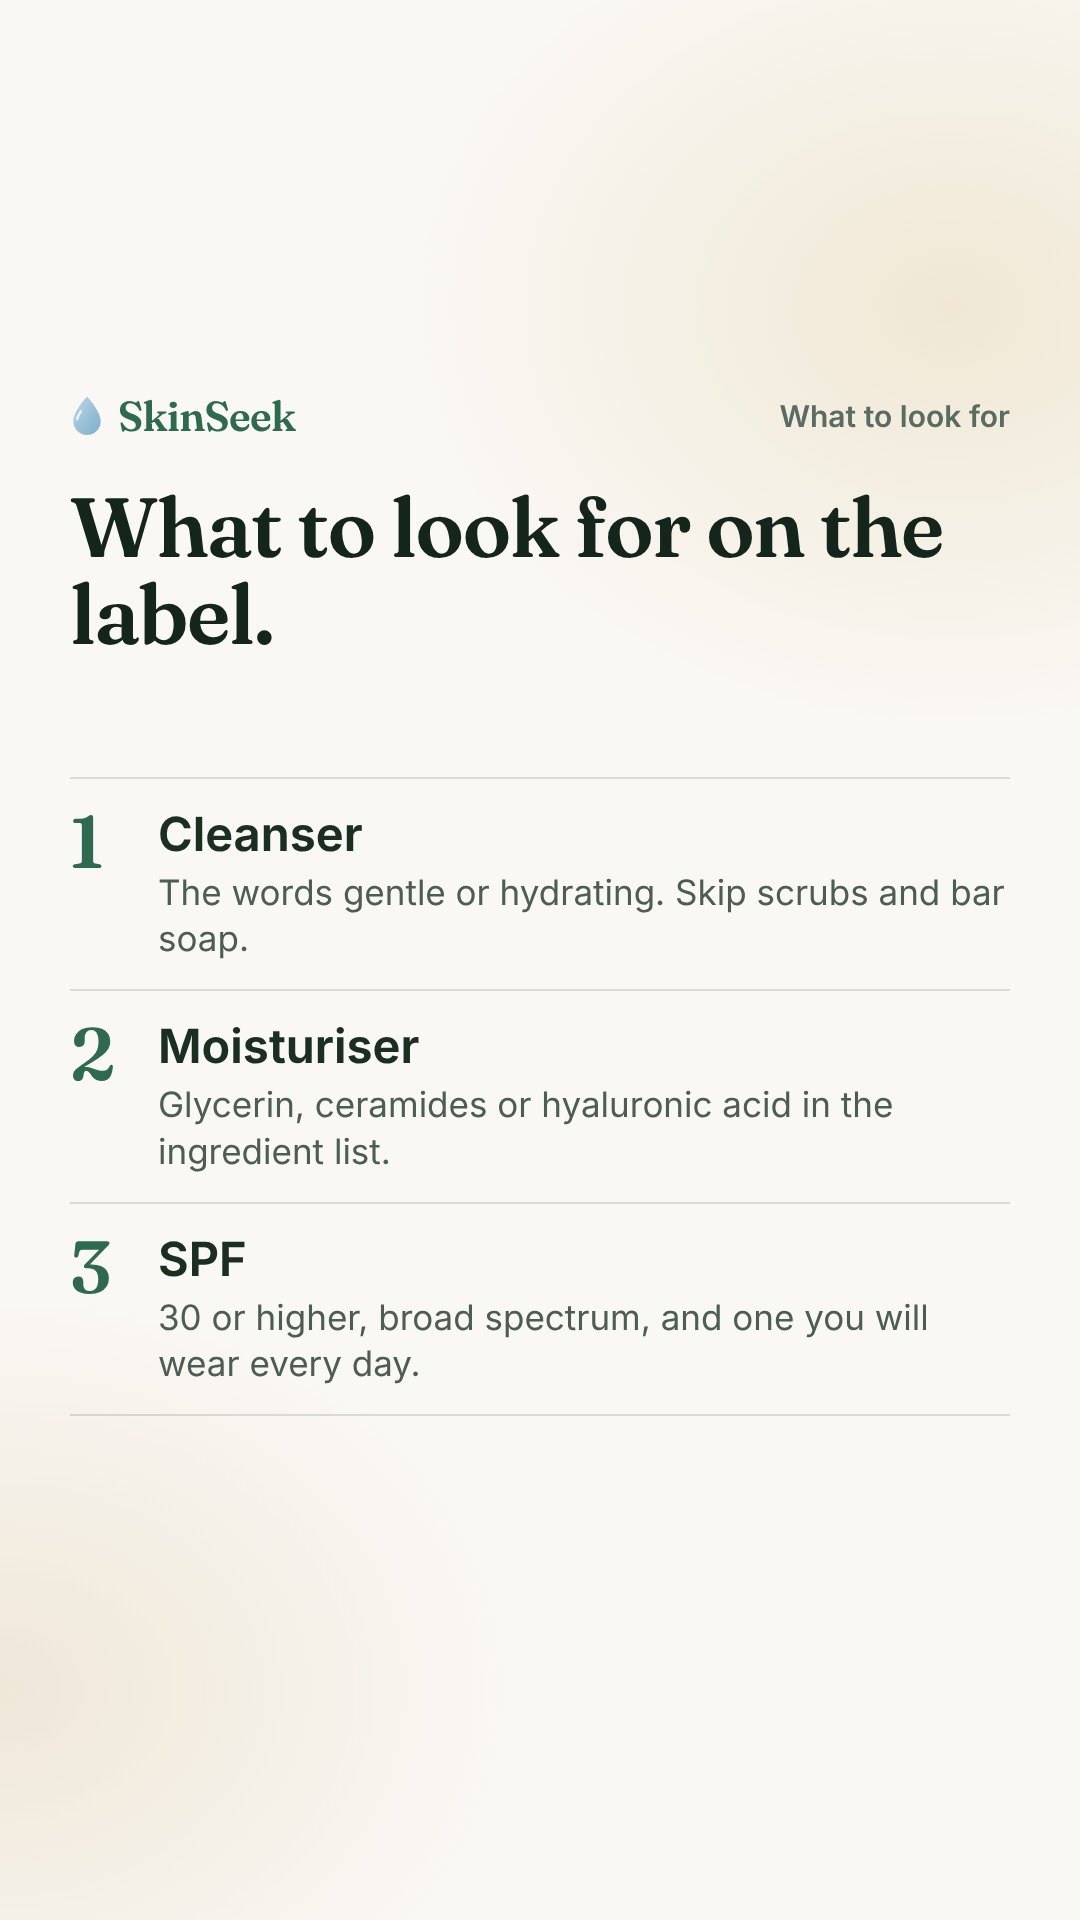 SkinSeek
What to look for
What to look for on the
label.
1
Cleanser
The words gentle or hydrating. Skip scrubs and bar
soap.
2
Moisturiser
Glycerin, ceramides or hyaluronic acid in the
ingredient list.
3
SPF
30 or higher, broad spectrum, and one you will
wear every day.